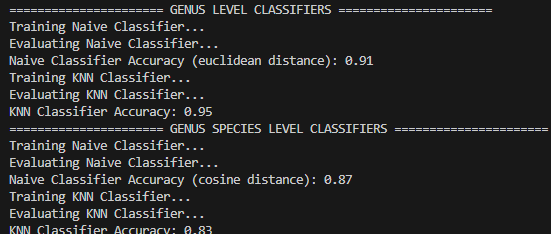 ====================== GENUS LEVEL CLASSIFIERS ======================
Training Naive Classifier...
Evaluating Naive Classifier...
Naive Classifier Accuracy (euclidean distance): 0.91
Training KNN Classifier...
Evaluating KNN Classifier...
KNN Classifier Accuracy: 0.95
====================== GENUS SPECIES LEVEL CLASSIFIERS ======================
Training Naive Classifier...
Evaluating Naive Classifier...
Naive Classifier Accuracy (cosine distance): 0.87
Training KNN Classifier...
Evaluating KNN Classifier...
KNN Classifier Accuracy: 0.83